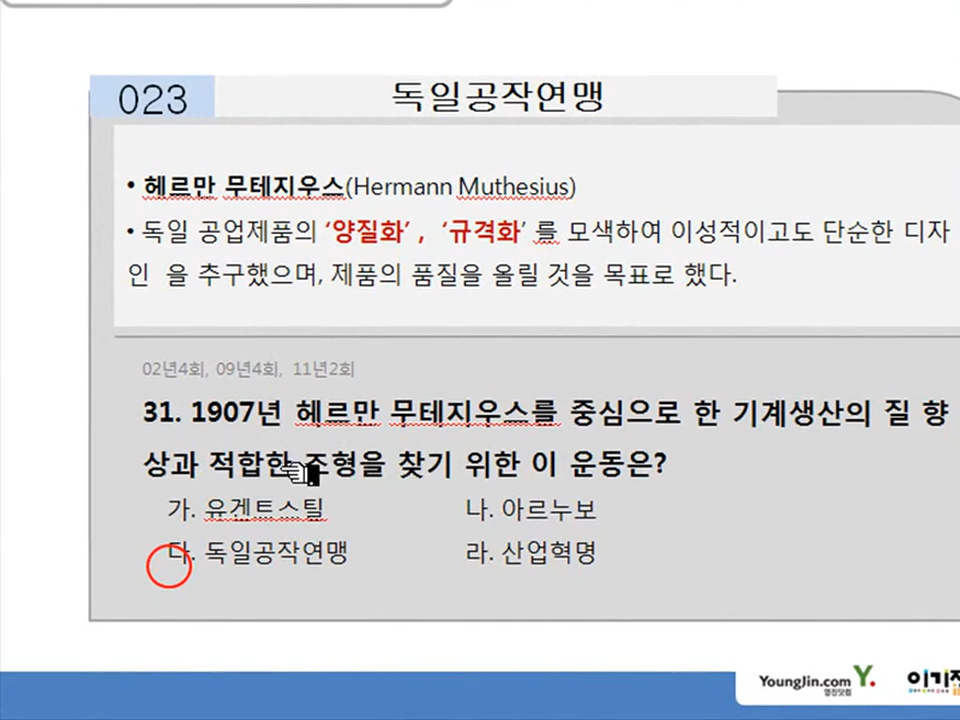 023 독일공작연맹
• 헤르만 무테지우스(Hermann Muthesius)
• 독일 공업제품의 ‘양질화’ , ‘규격화’ 를 모색하여 이성적이고도 단순한 디자
인 을 추구했으며, 제품의 품질을 올릴 것을 목표로 했다.
02년4회, 09년4회, 11년2회
31. 1907년 헤르만 무테지우스를 중심으로 한 기계생산의 질 향
상과 적합한 조형을 찾기 위한 이 운동은?
가. 유겐트스틸 나. 아르누보
다. 독일공작연맹 라. 산업혁명
YoungJin.com Y.
영진닷컴